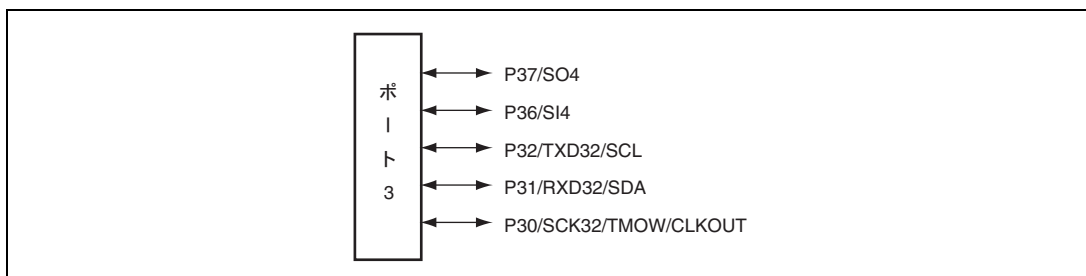 ポート3
P37/SO4
P36/SI4
P32/TXD32/SCL
P31/RXD32/SDA
P30/SCK32/TMOW/CLKOUT